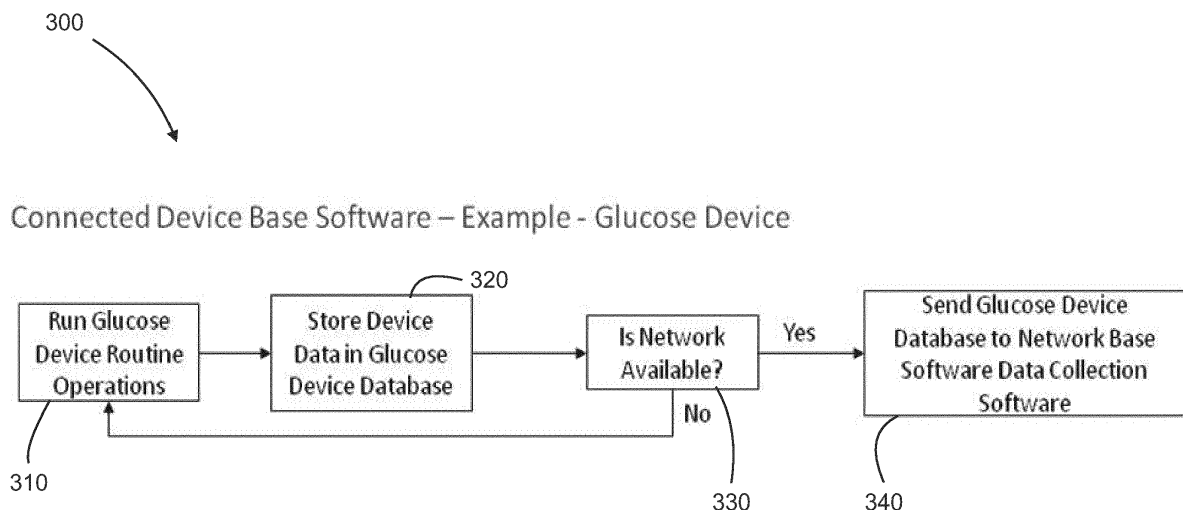 300
Connected Device Base Software – Example - Glucose Device
320
Run Glucose
Device Routine
Operations
Store Device
Data in Glucose
Device Database
Is Network
Available?
Yes
No
Send Glucose Device
Database to Network Base
Software Data Collection
Software
310
330
340